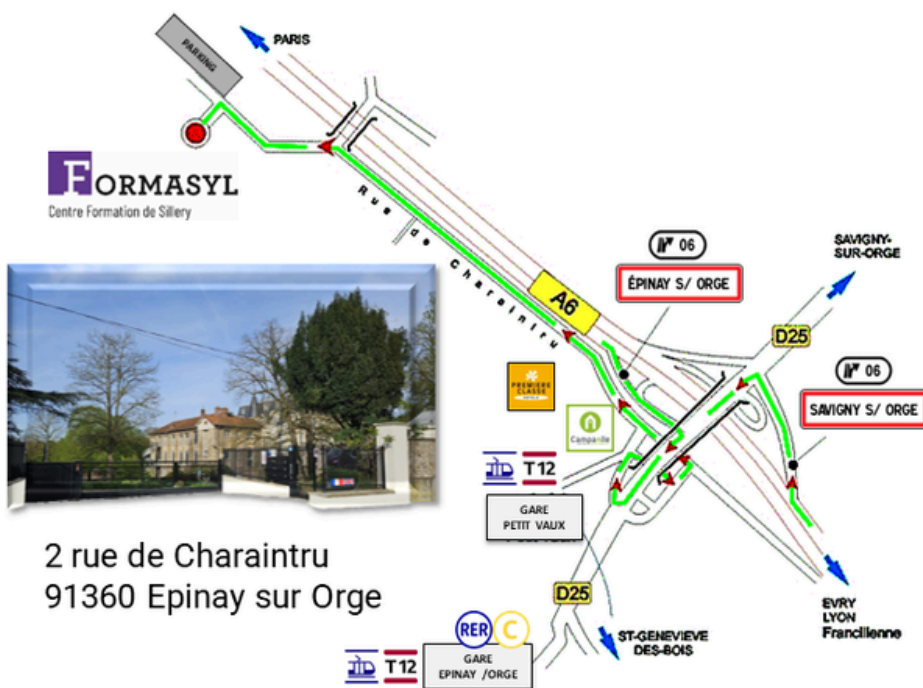 PARKING
PARIS
FORMASYL
Centre Formation de Sillery
Rue de Charaintru
06
ÉPINAY S/ ORGE
SAVIGNY-
SUR-ORGE
A6
D25
06
SAVIGNY S/ ORGE
PREMIERE
CLASSE
Campanile
T 12
GARE
PETIT VAUX
2 rue de Charaintru
91360 Epinay sur Orge
D25
EVRY
LYON
Francilienne
RER C
ST-GENEVIEVE
DES-BOIS
T 12
GARE
EPINAY /ORGE